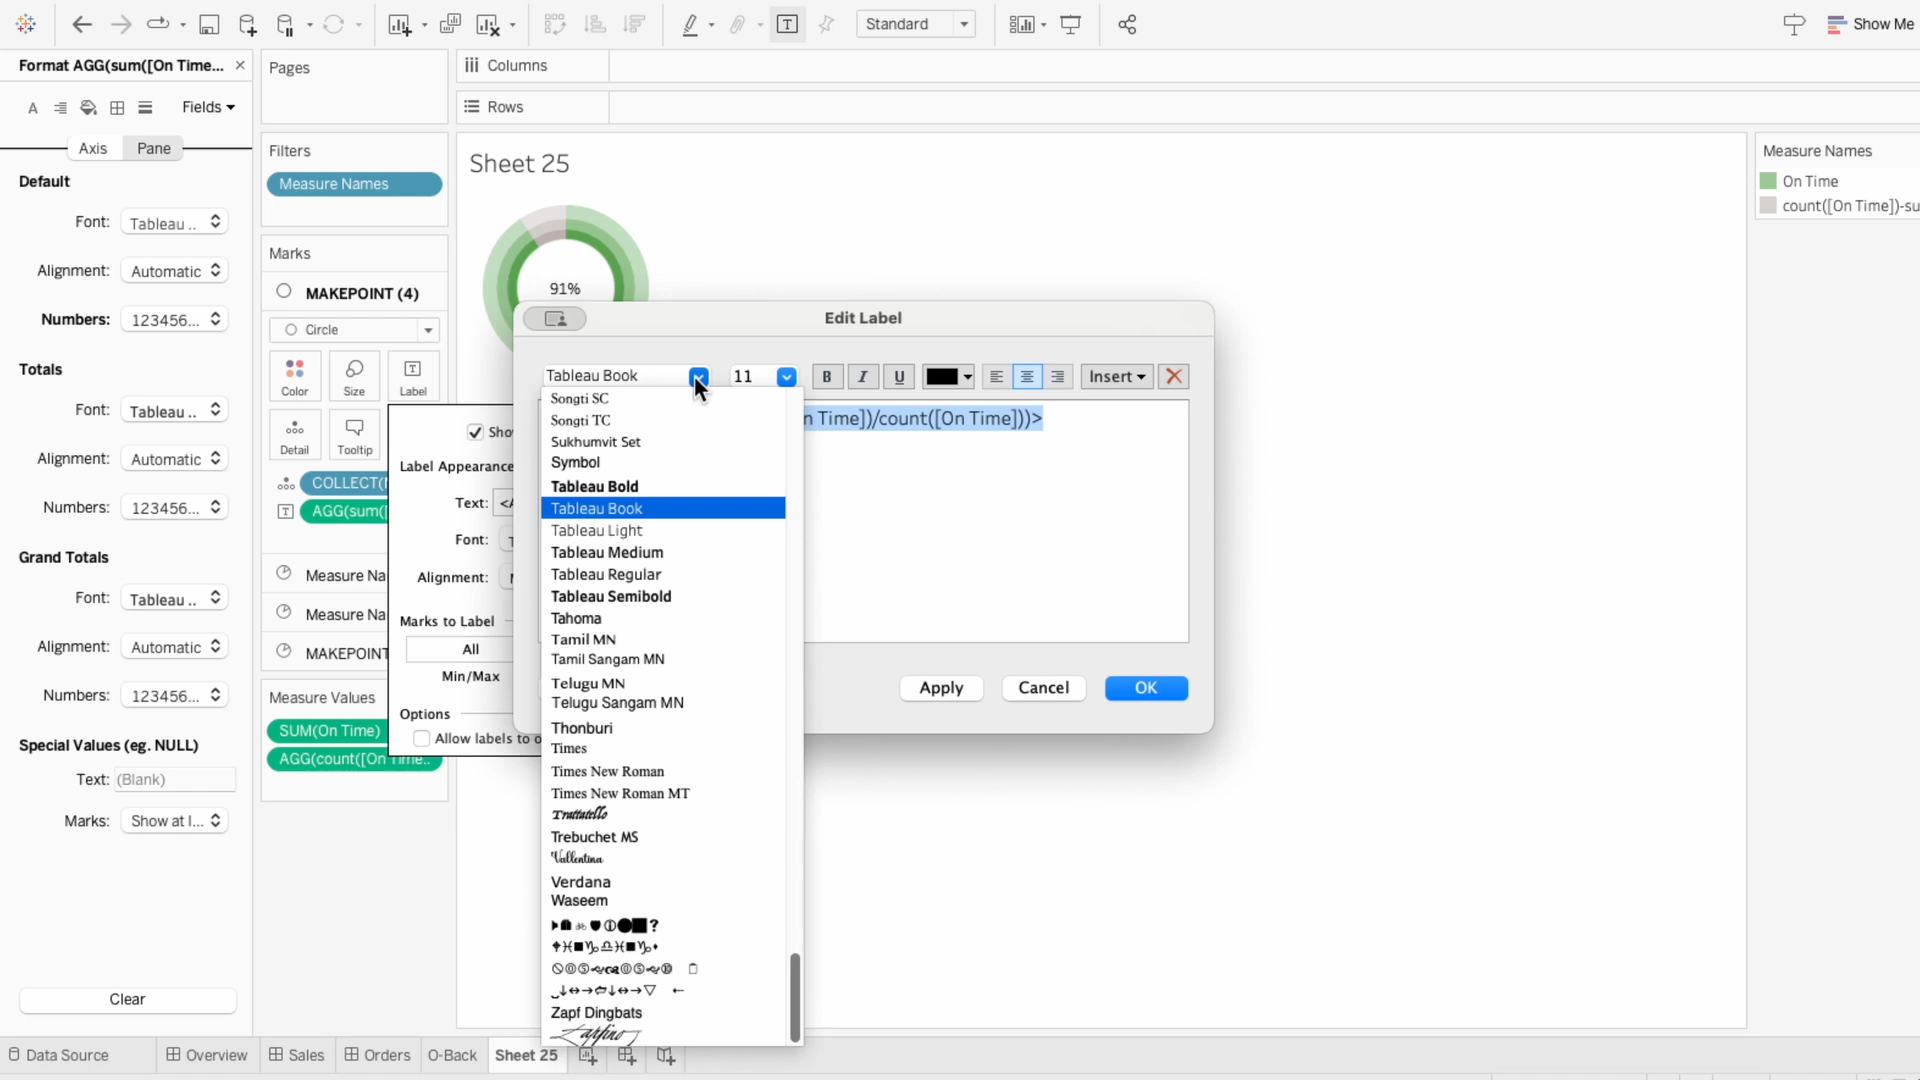 Standard
Show Me
Format AGG(sum([On Time...
Fields
Axis
Pane
Default
Font: Tableau ..
Alignment: Automatic
Numbers: 123456...
Totals
Font: Tableau ..
Alignment: Automatic
Numbers: 123456...
Grand Totals
Font: Tableau ..
Alignment: Automatic
Numbers: 123456...
Special Values (eg. NULL)
Text: (Blank)
Marks: Show at l...
Clear
Pages
Filters
Measure Names
Marks
MAKEPOINT (4)
Circle
Color
Size
Label
Detail
Tooltip
COLLECT(
AGG(sum([
Measure Na
Measure Na
MAKEPOINT
Measure Values
SUM(On Time)
AGG(count([On Time..
Columns
Rows
Sheet 25
91%
Measure Names
On Time
count([On Time])-su
Label Appearance
Text: <A
Font:
Alignment:
Marks to Label
All
Min/Max
Options
Allow labels to o
Edit Label
Tableau Book
11
B
I
U
Insert
n Time])/count([On Time]))>
Apply
Cancel
OK
Songti SC
Songti TC
Sukhumvit Set
Symbol
Tableau Bold
Tableau Book
Tableau Light
Tableau Medium
Tableau Regular
Tableau Semibold
Tahoma
Tamil MN
Tamil Sangam MN
Telugu MN
Telugu Sangam MN
Thonburi
Times
Times New Roman
Times New Roman MT
Trattatello
Trebuchet MS
Vallentina
Verdana
Waseem
Zapf Dingbats
Zapfino
Data Source
Overview
Sales
Orders
O-Back
Sheet 25